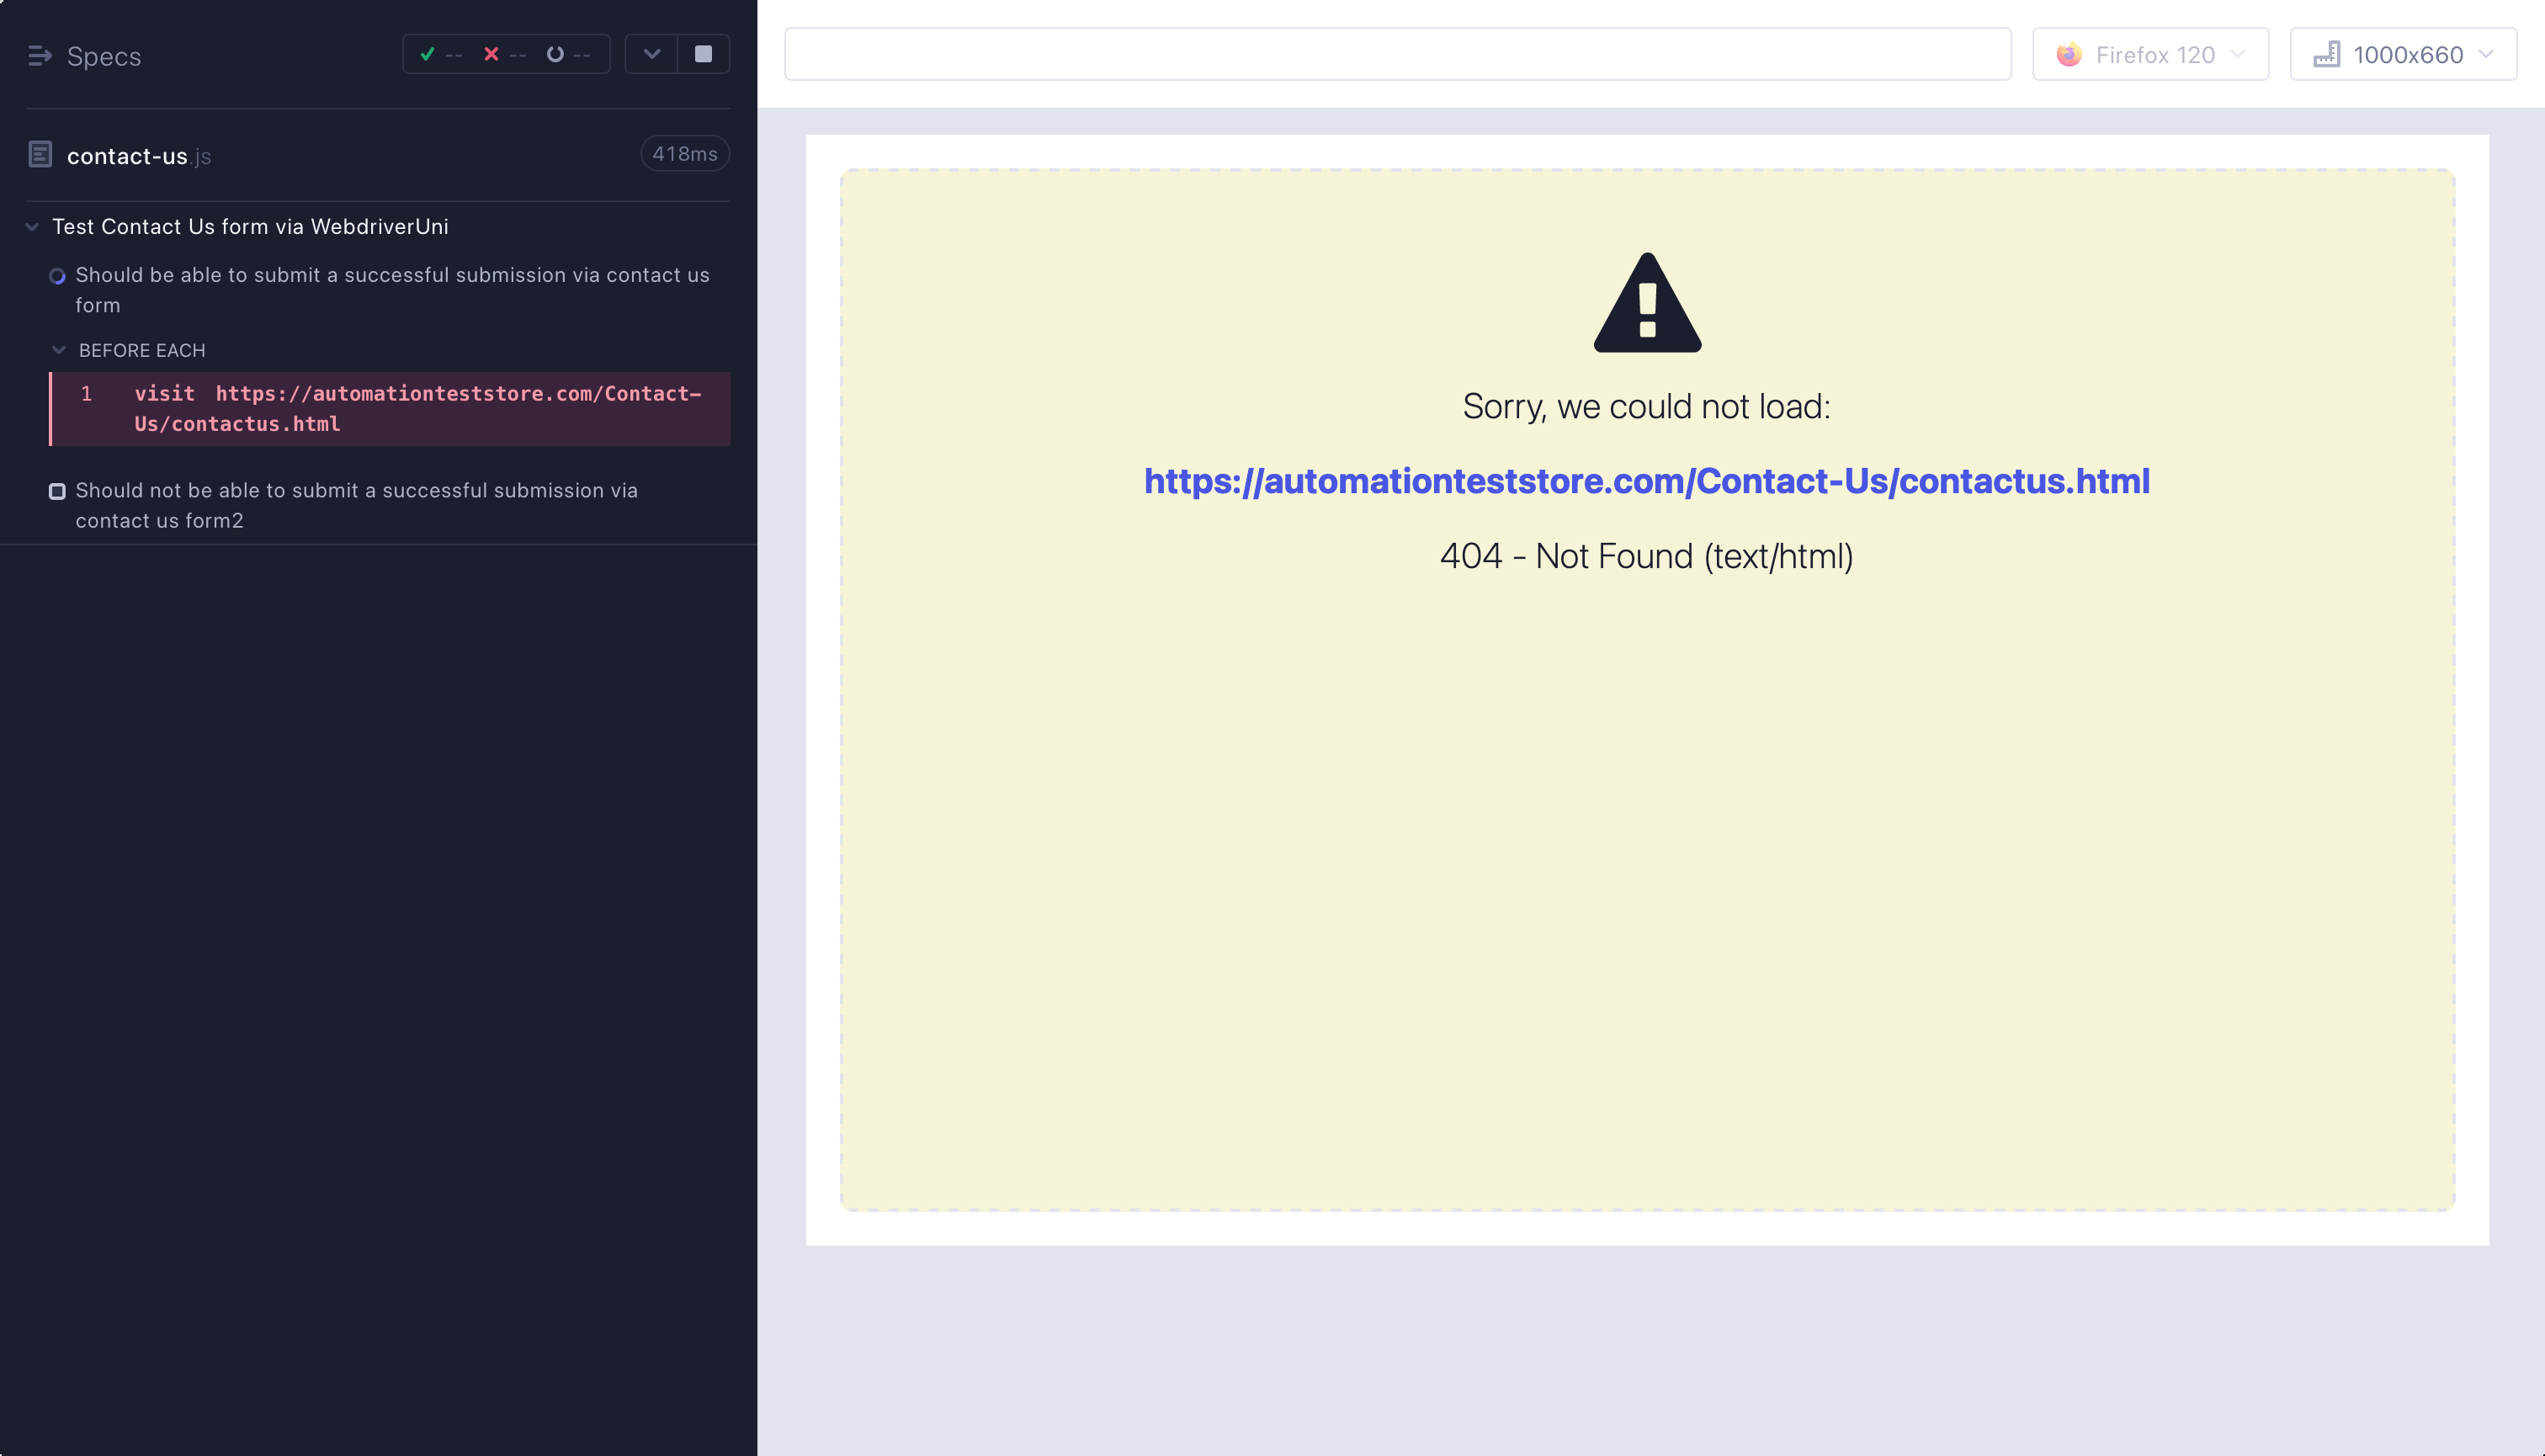 Specs
--
--
--
contact-us.js
418ms
Test Contact Us form via WebdriverUni
Should be able to submit a successful submission via contact us
form
BEFORE EACH
1 visit https://automationteststore.com/Contact-
Us/contactus.html
Should not be able to submit a successful submission via
contact us form2
Firefox 120
1000x660
Sorry, we could not load:
https://automationteststore.com/Contact-Us/contactus.html
404 - Not Found (text/html)